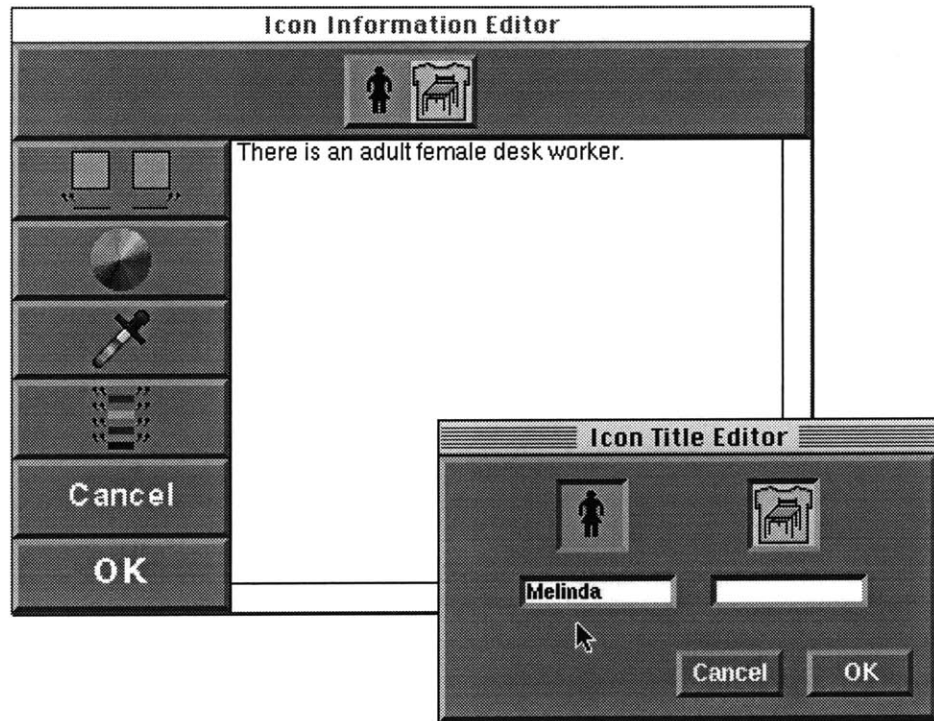 Icon Information Editor
There is an adult female desk worker.
Cancel
OK
Icon Title Editor
Melinda
Cancel
OK